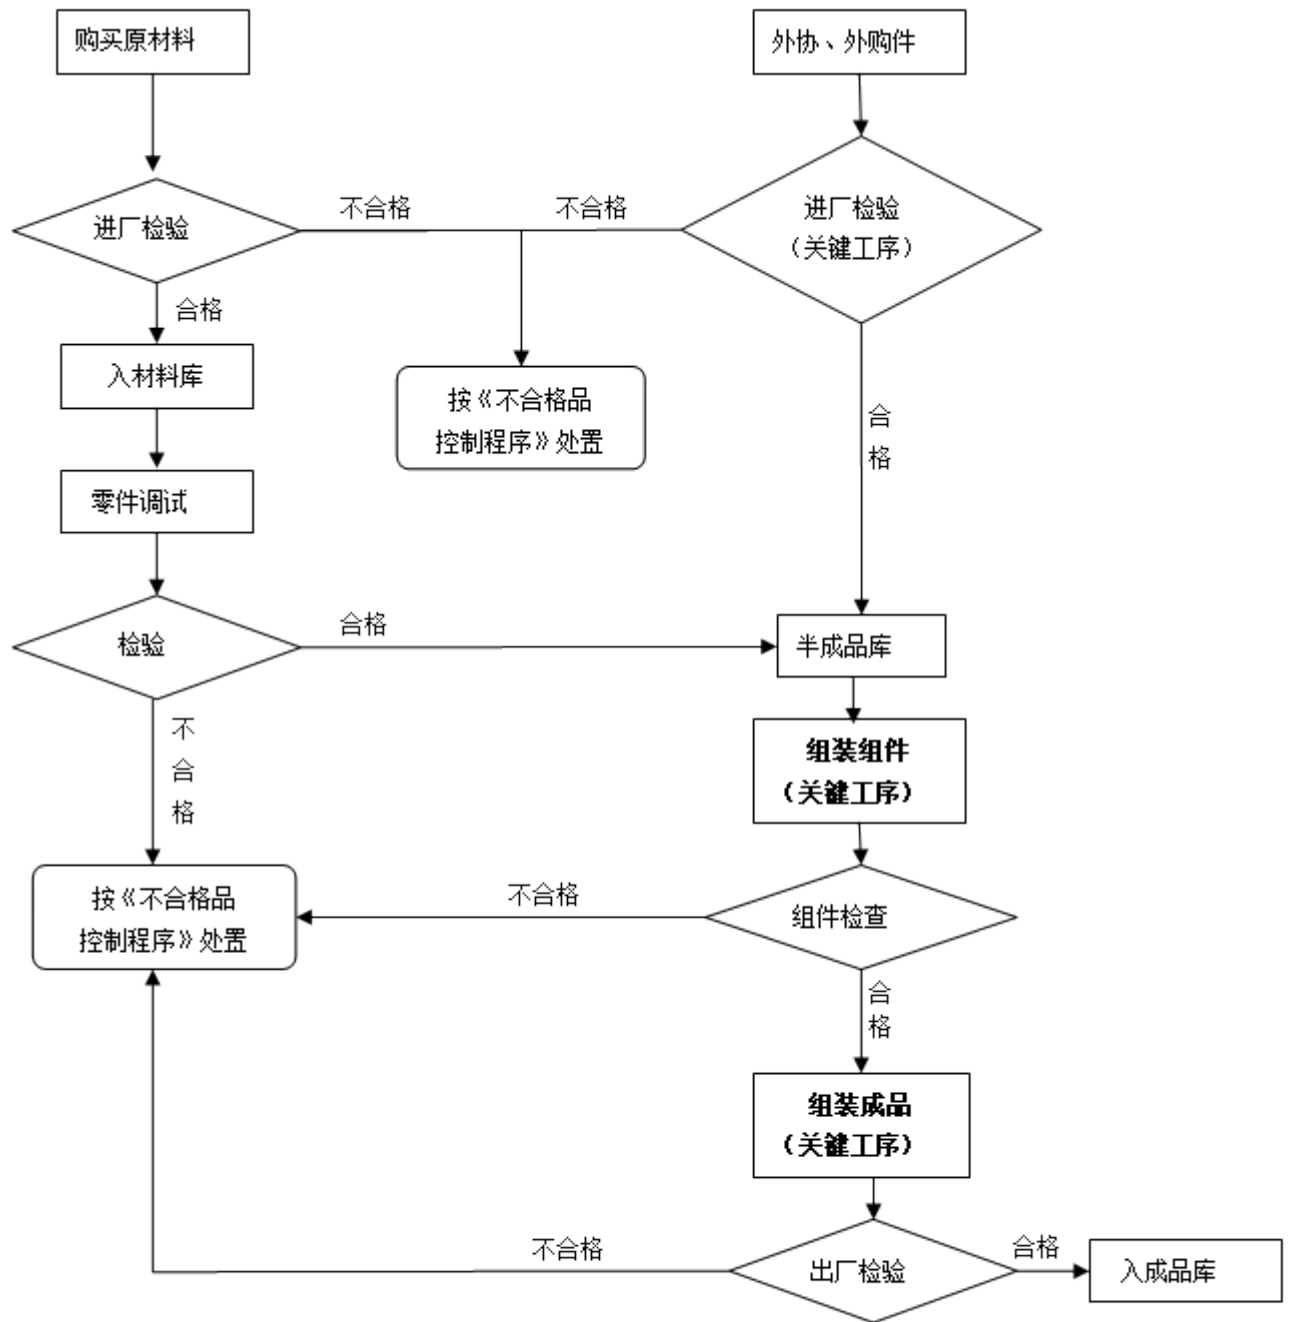 购买原材料
外协、外购件
不合格
不合格
进厂检验
进厂检验
（关键工序）
合格
入材料库
按《不合格品
控制程序》处置
合
格
零件调试
合格
检验
半成品库
不
合
格
组装组件
（关键工序）
按《不合格品
控制程序》处置
不合格
组件检查
合
格
组装成品
（关键工序）
不合格
合格
出厂检验
入成品库